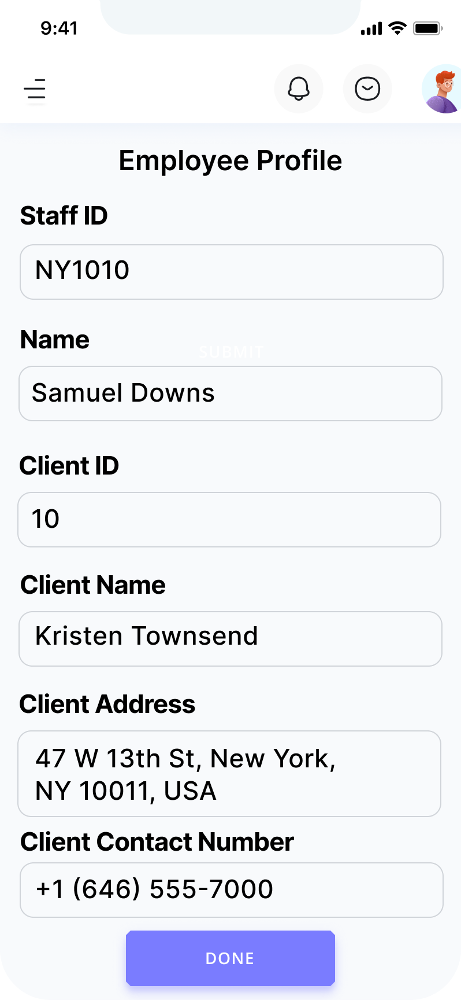 9:41
Employee Profile
Staff ID
NY1010
Name
SUBMIT
Samuel Downs
Client ID
10
Client Name
Kristen Townsend
Client Address
47 W 13th St, New York,
NY 10011, USA
Client Contact Number
+1 (646) 555-7000
DONE